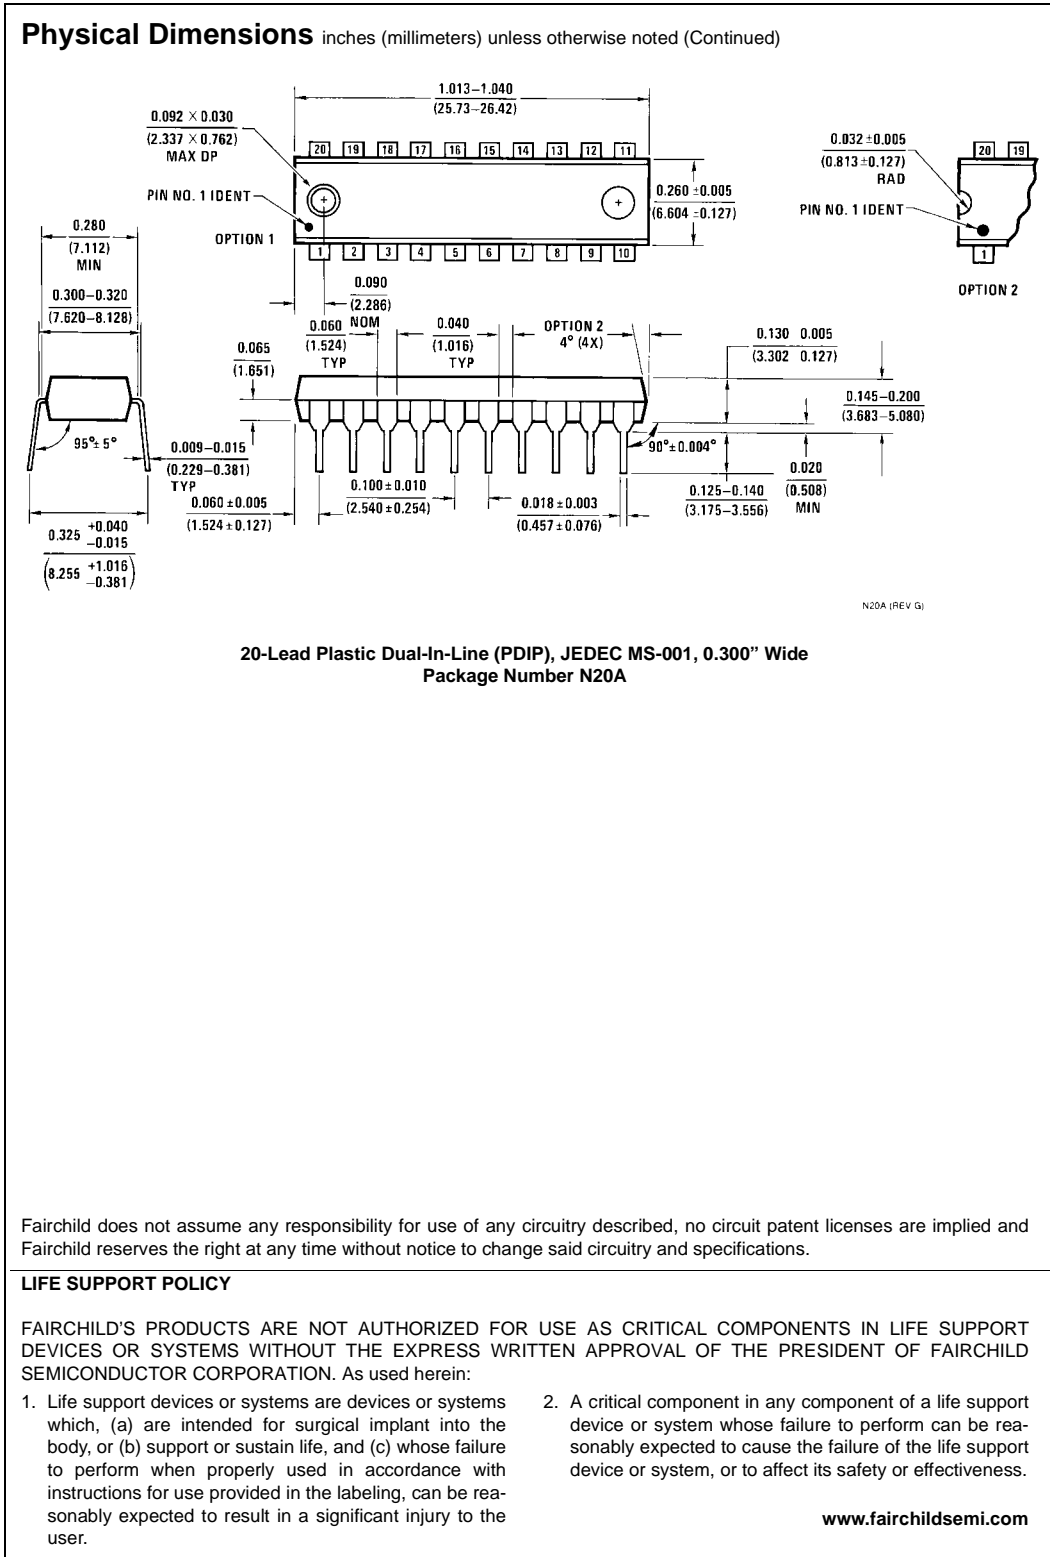 Physical Dimensions inches (millimeters) unless otherwise noted (Continued)
1.013–1.040
(25.73–26.42)
0.092 × 0.030
(2.337 × 0.762)
MAX DP
PIN NO. 1 IDENT
OPTION 1
20 19 18 17 16 15 14 13 12 11
1 2 3 4 5 6 7 8 9 10
0.260 ±0.005
(6.604 ±0.127)
0.032 ±0.005
(0.813 ±0.127)
RAD
PIN NO. 1 IDENT
20 19
1
OPTION 2
0.280
(7.112)
MIN
0.300–0.320
(7.620–8.128)
0.090
(2.286)
NOM
0.060
(1.524)
TYP
0.040
(1.016)
TYP
OPTION 2
4° (4X)
0.130 0.005
(3.302 0.127)
0.145–0.200
(3.683–5.080)
0.065
(1.651)
95°± 5°
0.009–0.015
(0.229–0.381)
TYP
90°±0.004°
0.020
(0.508)
MIN
0.125–0.140
(3.175–3.556)
0.100 ±0.010
(2.540 ±0.254)
0.018 ±0.003
(0.457 ±0.076)
0.060 ±0.005
(1.524 ±0.127)
0.325 +0.040
–0.015
(8.255 +1.016
–0.381)
N20A (REV G)
20-Lead Plastic Dual-In-Line (PDIP), JEDEC MS-001, 0.300” Wide
Package Number N20A
Fairchild does not assume any responsibility for use of any circuitry described, no circuit patent licenses are implied and
Fairchild reserves the right at any time without notice to change said circuitry and specifications.
LIFE SUPPORT POLICY
FAIRCHILD’S PRODUCTS ARE NOT AUTHORIZED FOR USE AS CRITICAL COMPONENTS IN LIFE SUPPORT
DEVICES OR SYSTEMS WITHOUT THE EXPRESS WRITTEN APPROVAL OF THE PRESIDENT OF FAIRCHILD
SEMICONDUCTOR CORPORATION. As used herein:
1. Life support devices or systems are devices or systems
which, (a) are intended for surgical implant into the
body, or (b) support or sustain life, and (c) whose failure
to perform when properly used in accordance with
instructions for use provided in the labeling, can be rea-
sonably expected to result in a significant injury to the
user.
2. A critical component in any component of a life support
device or system whose failure to perform can be rea-
sonably expected to cause the failure of the life support
device or system, or to affect its safety or effectiveness.
www.fairchildsemi.com